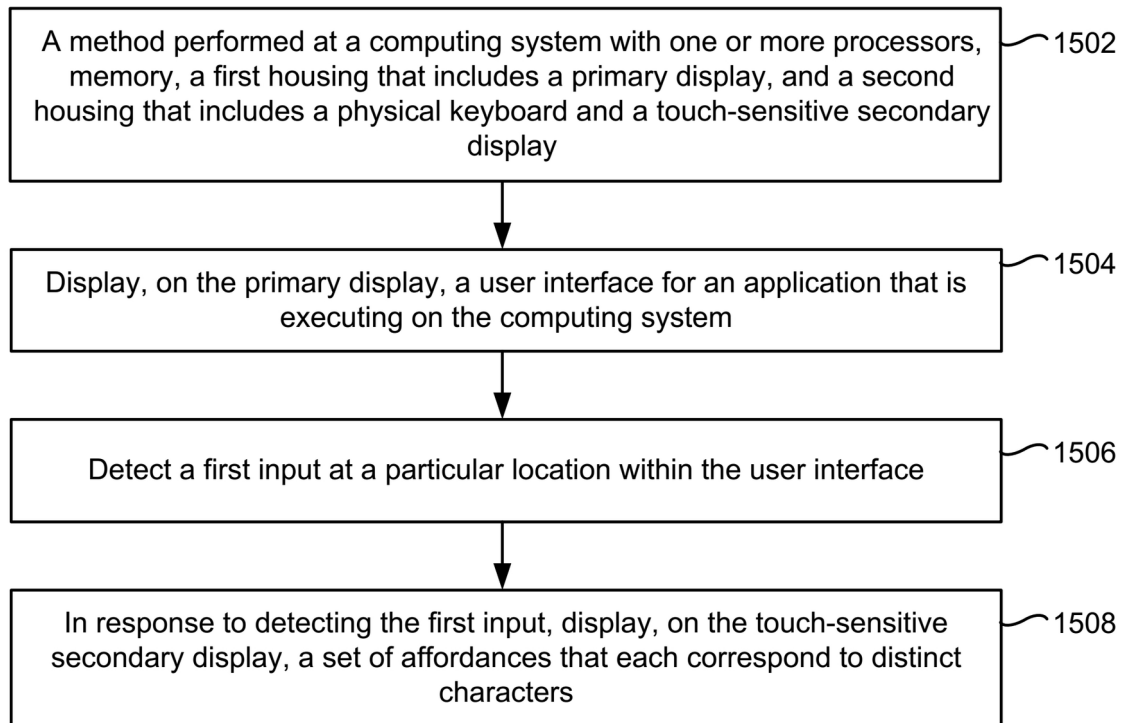 A method performed at a computing system with one or more processors,
memory, a first housing that includes a primary display, and a second
housing that includes a physical keyboard and a touch-sensitive secondary
display
1502
Display, on the primary display, a user interface for an application that is
executing on the computing system
1504
Detect a first input at a particular location within the user interface
1506
In response to detecting the first input, display, on the touch-sensitive
secondary display, a set of affordances that each correspond to distinct
characters
1508